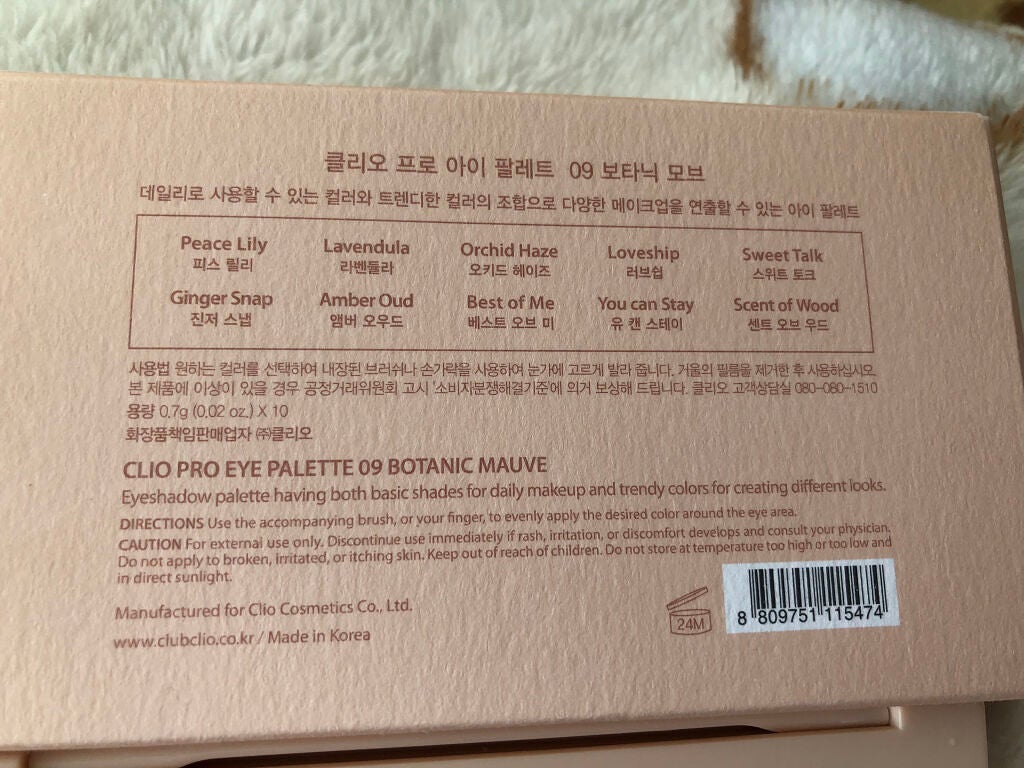 클리오 프로 아이 팔레트 09 보타닉 모브
데일리로 사용할 수 있는 컬러와 트렌디한 컬러의 조합으로 다양한 메이크업을 연출할 수 있는 아이 팔레트
Peace Lily Lavendula Orchid Haze Loveship Sweet Talk
피스 릴리 라벤듈라 오키드 헤이즈 러브쉽 스위트 토크
Ginger Snap Amber Oud Best of Me You can Stay Scent of Wood
진저 스냅 앰버 오우드 베스트 오브 미 유 캔 스테이 센트 오브 우드
사용법 원하는 컬러를 선택하여 내장된 브러쉬나 손가락을 사용하여 눈가에 고르게 발라 줍니다. 거울의 필름을 제거한 후 사용하십시오.
본 제품에 이상이 있을 경우 공정거래위원회 고시 '소비자분쟁해결기준'에 의거 보상해 드립니다. 클리오 고객상담실 080-080-1510
용량 0.7g (0.02 oz.) X 10
화장품책임판매업자 ㈜클리오
CLIO PRO EYE PALETTE 09 BOTANIC MAUVE
Eyeshadow palette having both basic shades for daily makeup and trendy colors for creating different looks.
DIRECTIONS Use the accompanying brush, or your finger, to evenly apply the desired color around the eye area.
CAUTION For external use only. Discontinue use immediately if rash, irritation, or discomfort develops and consult your physician.
Do not apply to broken, irritated, or itching skin. Keep out of reach of children. Do not store at temperature too high or too low and
in direct sunlight.
Manufactured for Clio Cosmetics Co., Ltd.
www.clubclio.co.kr / Made in Korea
24M
8 809751 115474